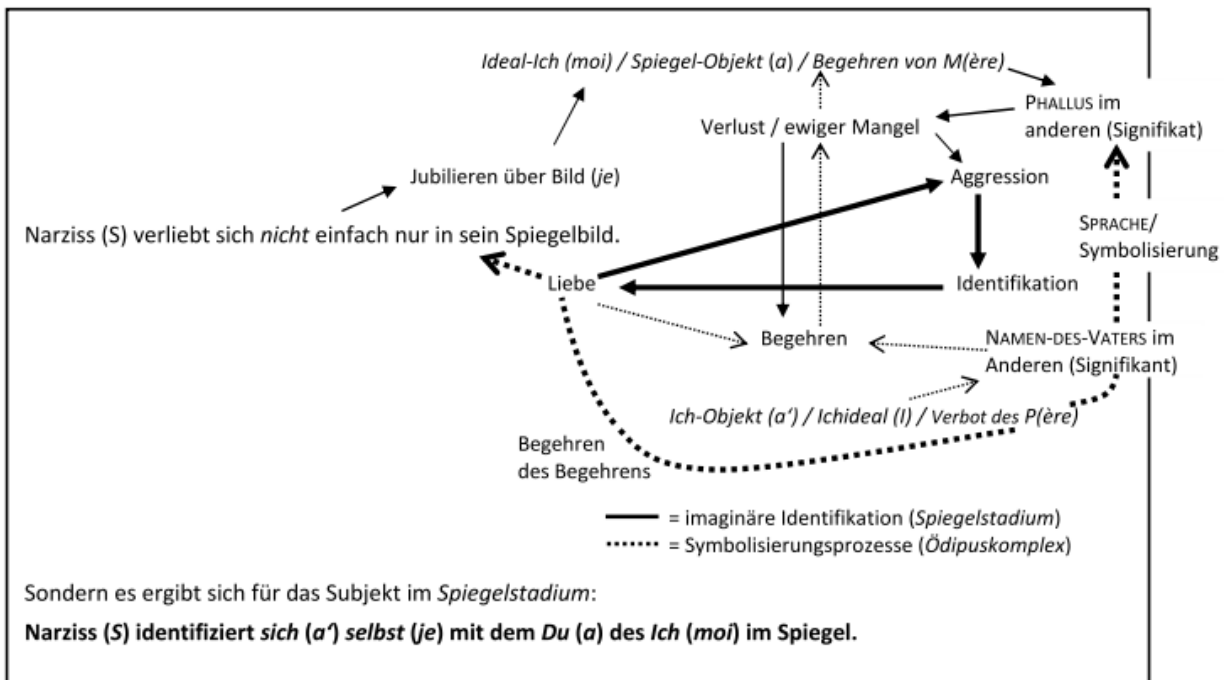 Ideal-Ich (moi) / Spiegel-Objekt (a) / Begehren von M(ère)
PHALLUS im
anderen (Signifikat)
Verlust / ewiger Mangel
Jubilieren über Bild (je)
Aggression
Narziss (S) verliebt sich nicht einfach nur in sein Spiegelbild.
SPRACHE/
Symbolisierung
Liebe
Identifikation
Begehren
NAMEN-DES-VATERS im
Anderen (Signifikant)
Ich-Objekt (a‘) / Ichideal (I) / Verbot des P(ère)
Begehren
des Begehrens
= imaginäre Identifikation (Spiegelstadium)
= Symbolisierungsprozesse (Ödipuskomplex)
Sondern es ergibt sich für das Subjekt im Spiegelstadium:
Narziss (S) identifiziert sich (a‘) selbst (je) mit dem Du (a) des Ich (moi) im Spiegel.